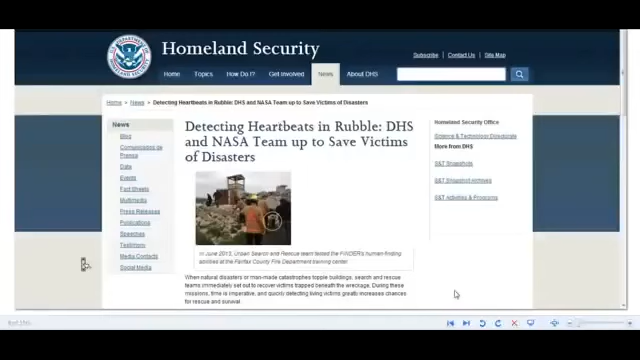 Homeland Security
Subscribe Contact Us Site Map
Home Topics How Do I? Get Involved News About DHS
Home > News > Detecting Heartbeats in Rubble: DHS and NASA Team up to Save Victims of Disasters
News
Blog
Comunicados de
Prensa
Data
Events
Fact Sheets
Multimedia
Press Releases
Publications
Speeches
Testimony
Media Contacts
Social Media
Detecting Heartbeats in Rubble: DHS
and NASA Team up to Save Victims
of Disasters
In June 2013, Urban Search and Rescue team tested the FINDER's human-finding
abilities at the Fairfax County Fire Department training center.
When natural disasters or man-made catastrophes topple buildings, search and rescue
teams immediately set out to recover victims trapped beneath the wreckage. During these
missions, time is imperative, and quickly detecting living victims greatly increases chances
for rescue and survival.
Homeland Security Office
Science & Technology Directorate
More from DHS
S&T Snapshots
S&T Snapshot Archives
S&T Activities & Programs